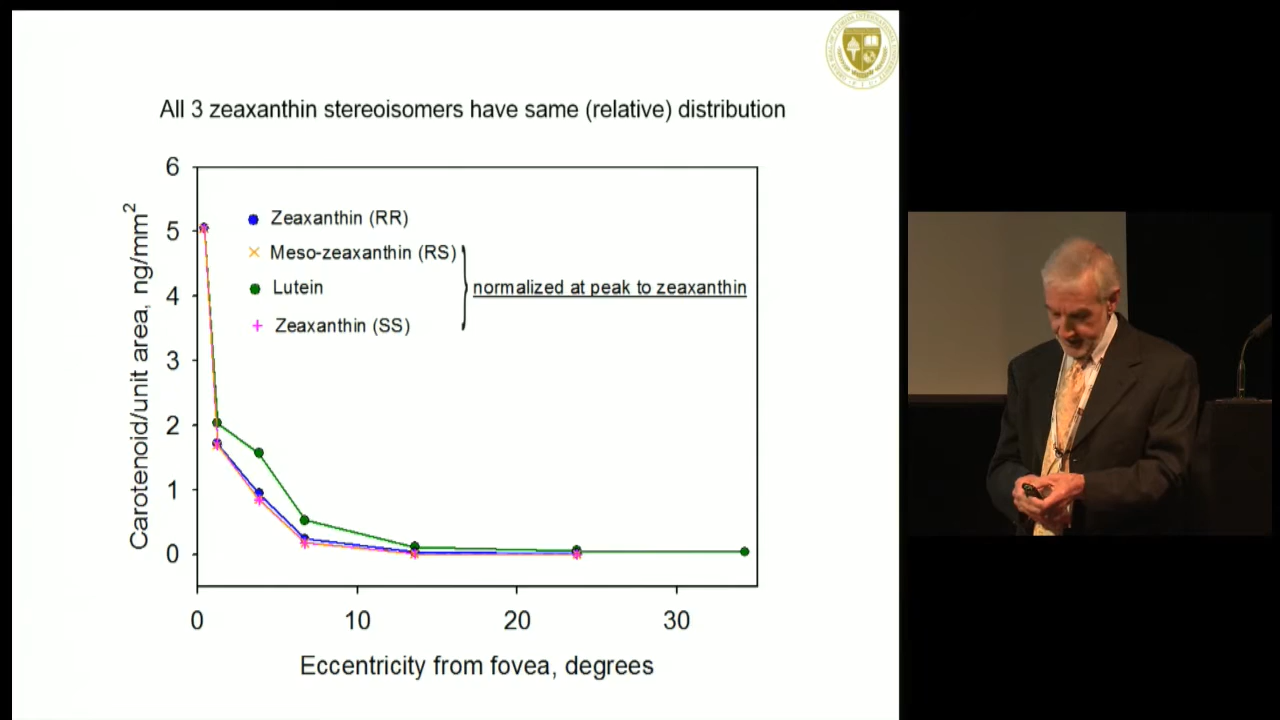 All 3 zeaxanthin stereoisomers have same (relative) distribution
6
5
4
3
2
1
0
Carotenoid/unit area, ng/mm²
Zeaxanthin (RR)
Meso-zeaxanthin (RS)
Lutein
Zeaxanthin (SS)
normalized at peak to zeaxanthin
0 10 20 30
Eccentricity from fovea, degrees